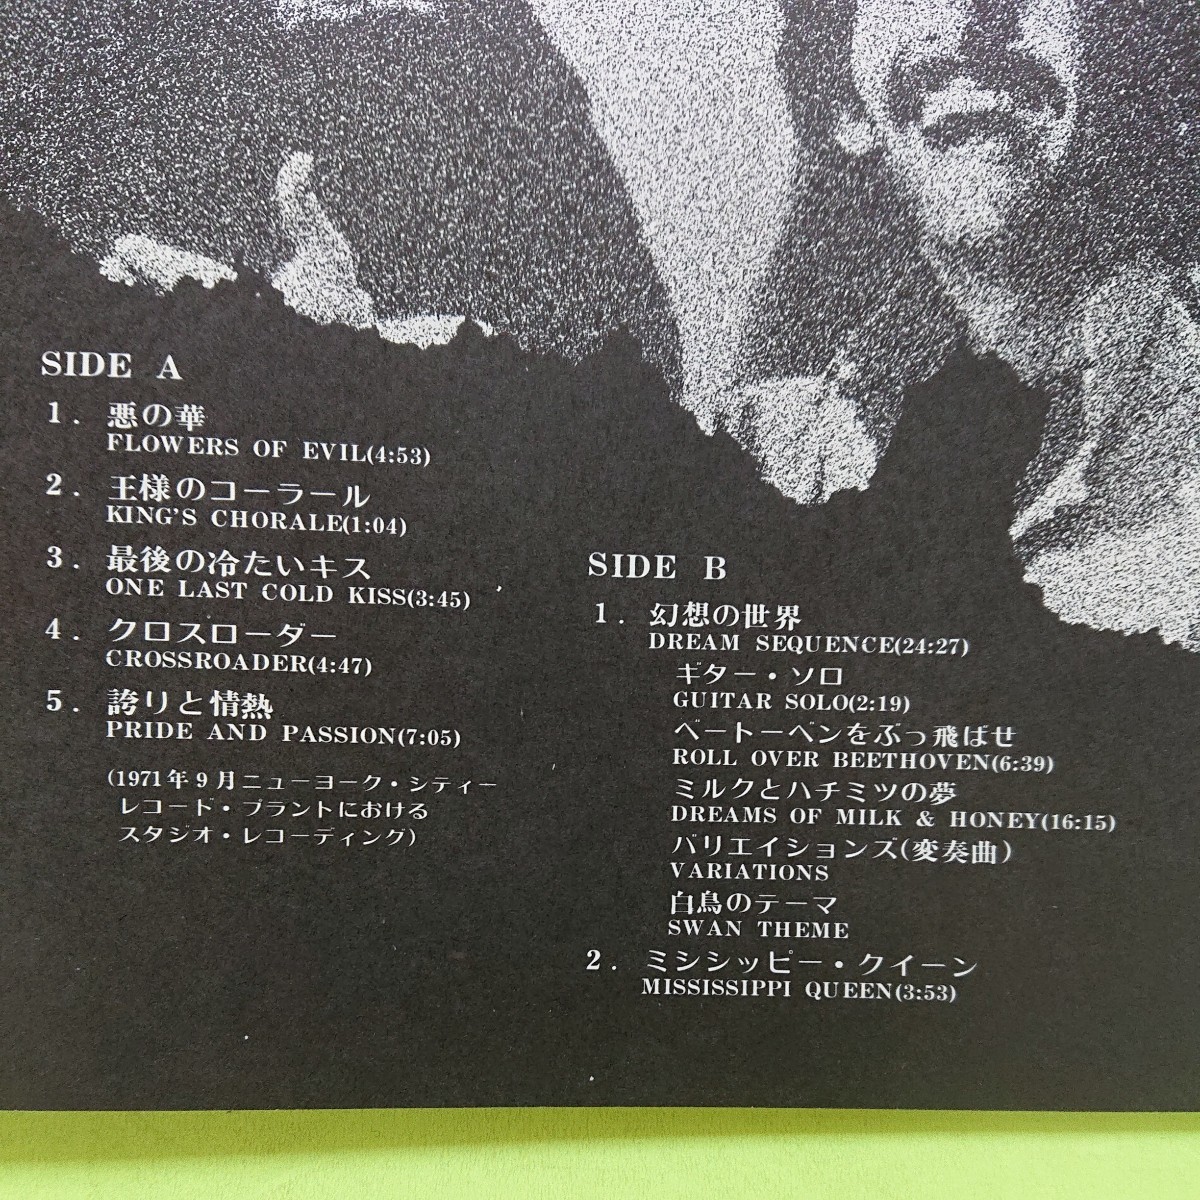 SIDE A
1. 悪の華
FLOWERS OF EVIL(4:53)
2. 王様のコーラール
KING'S CHORALE(1:04)
3. 最後の冷たいキス
ONE LAST COLD KISS(3:45)
4. クロスローダー
CROSSROADER(4:47)
5. 誇りと情熱
PRIDE AND PASSION(7:05)
(1971年9月ニューヨーク・シティー
レコード・プラントにおける
スタジオ・レコーディング)
SIDE B
1. 幻想の世界
DREAM SEQUENCE(24:27)
ギター・ソロ
GUITAR SOLO(2:19)
ベートーベンをぶっ飛ばせ
ROLL OVER BEETHOVEN(6:39)
ミルクとハチミツの夢
DREAMS OF MILK & HONEY(16:15)
バリエイションズ(変奏曲)
VARIATIONS
白鳥のテーマ
SWAN THEME
2. ミシシッピー・クイーン
MISSISSIPPI QUEEN(3:53)